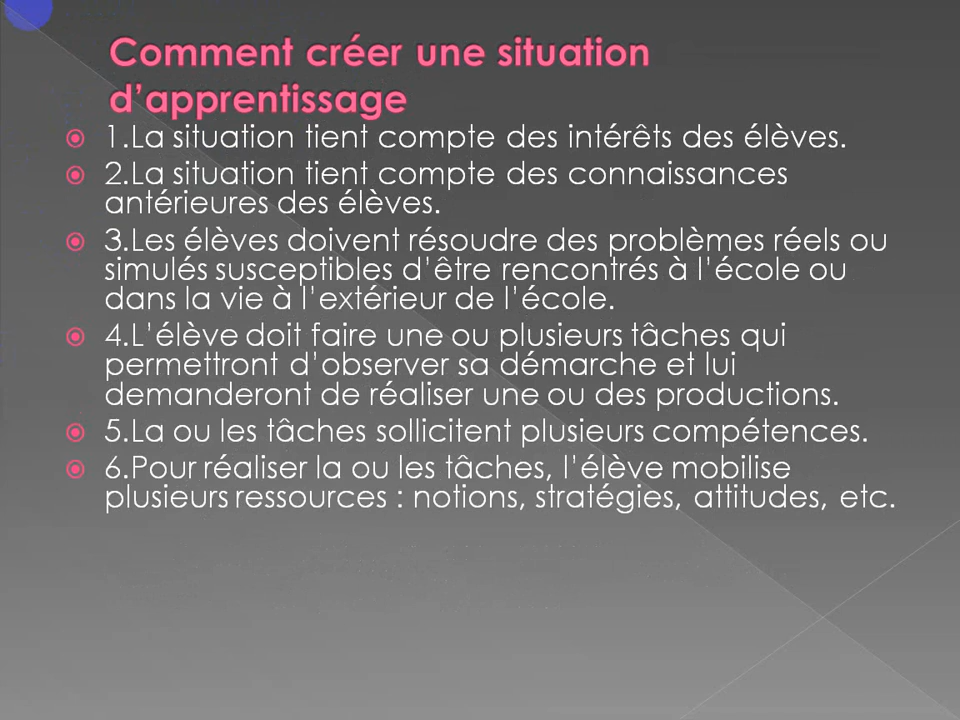 Comment créer une situation
d’apprentissage
1.La situation tient compte des intérêts des élèves.
2.La situation tient compte des connaissances
antérieures des élèves.
3.Les élèves doivent résoudre des problèmes réels ou
simulés susceptibles d’être rencontrés à l’école ou
dans la vie à l’extérieur de l’école.
4.L’élève doit faire une ou plusieurs tâches qui
permettront d’observer sa démarche et lui
demanderont de réaliser une ou des productions.
5.La ou les tâches sollicitent plusieurs compétences.
6.Pour réaliser la ou les tâches, l’élève mobilise
plusieurs ressources : notions, stratégies, attitudes, etc.